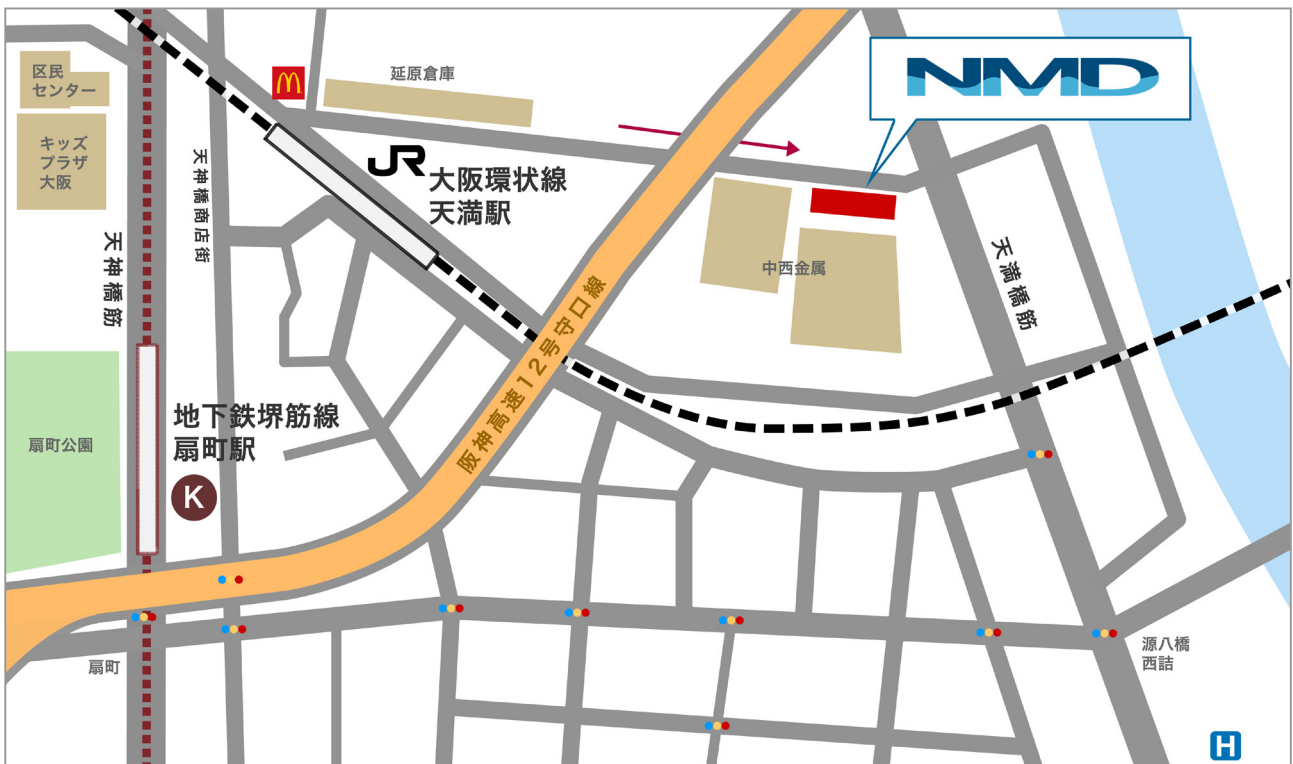 区民
センター
キッズ
プラザ
大阪
延原倉庫
NMD
JR
大阪環状線
天満駅
天神橋商店街
天神橋筋
中西金属
天満橋筋
阪神高速12号守口線
地下鉄堺筋線
扇町駅
K
扇町公園
扇町
源八橋
西詰
H